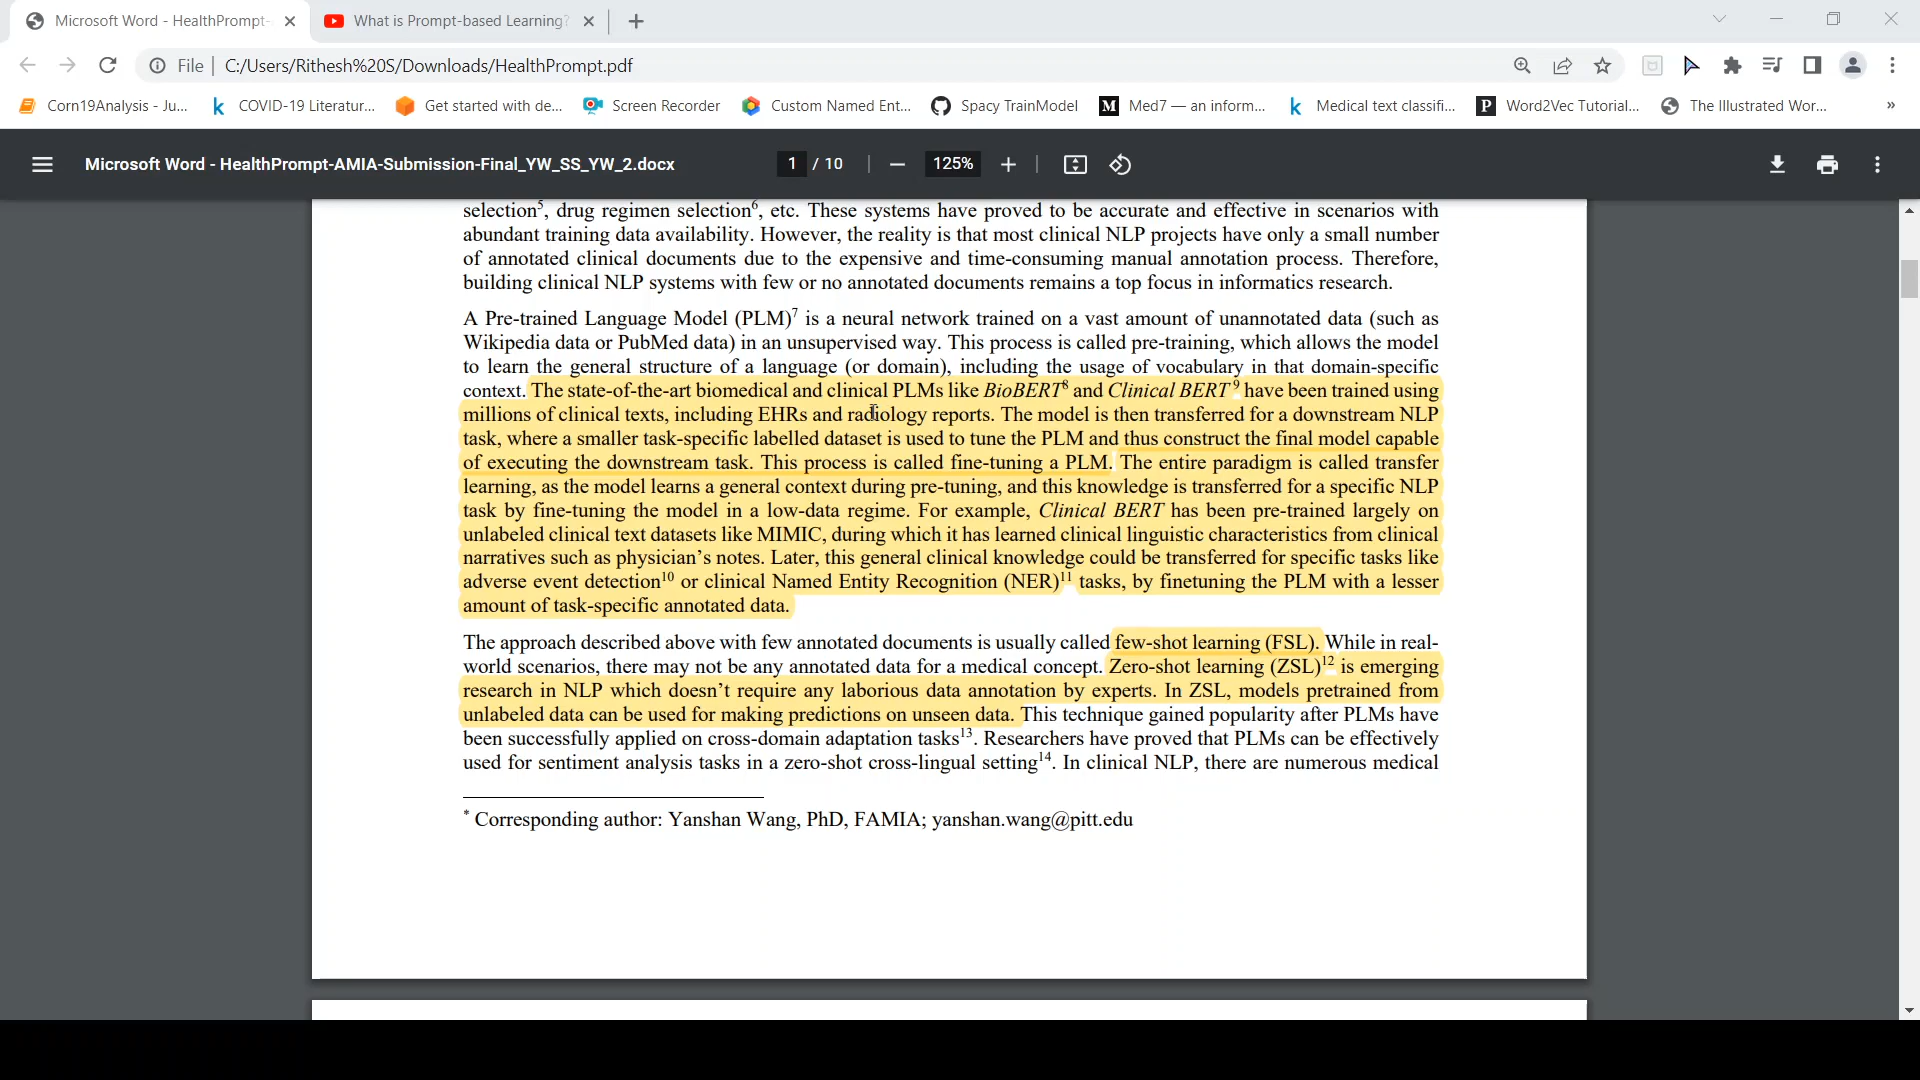 Microsoft Word - HealthPrompt-
What is Prompt-based Learning?
File
C:/Users/Rithesh%20S/Downloads/HealthPrompt.pdf
Corn19Analysis - Ju...
COVID-19 Literatur...
Get started with de...
Screen Recorder
Custom Named Ent...
Spacy TrainModel
Med7 — an inform...
Medical text classifi...
Word2Vec Tutorial...
The Illustrated Wor...
Microsoft Word - HealthPrompt-AMIA-Submission-Final_YW_SS_YW_2.docx
1 / 10
125%
selection5, drug regimen selection6, etc. These systems have proved to be accurate and effective in scenarios with
abundant training data availability. However, the reality is that most clinical NLP projects have only a small number
of annotated clinical documents due to the expensive and time-consuming manual annotation process. Therefore,
building clinical NLP systems with few or no annotated documents remains a top focus in informatics research.
A Pre-trained Language Model (PLM)7 is a neural network trained on a vast amount of unannotated data (such as
Wikipedia data or PubMed data) in an unsupervised way. This process is called pre-training, which allows the model
to learn the general structure of a language (or domain), including the usage of vocabulary in that domain-specific
context. The state-of-the-art biomedical and clinical PLMs like BioBERT8 and Clinical BERT9 have been trained using
millions of clinical texts, including EHRs and radiology reports. The model is then transferred for a downstream NLP
task, where a smaller task-specific labelled dataset is used to tune the PLM and thus construct the final model capable
of executing the downstream task. This process is called fine-tuning a PLM. The entire paradigm is called transfer
learning, as the model learns a general context during pre-tuning, and this knowledge is transferred for a specific NLP
task by fine-tuning the model in a low-data regime. For example, Clinical BERT has been pre-trained largely on
unlabeled clinical text datasets like MIMIC, during which it has learned clinical linguistic characteristics from clinical
narratives such as physician's notes. Later, this general clinical knowledge could be transferred for specific tasks like
adverse event detection10 or clinical Named Entity Recognition (NER)11 tasks, by finetuning the PLM with a lesser
amount of task-specific annotated data.
The approach described above with few annotated documents is usually called few-shot learning (FSL). While in real-
world scenarios, there may not be any annotated data for a medical concept. Zero-shot learning (ZSL)12 is emerging
research in NLP which doesn't require any laborious data annotation by experts. In ZSL, models pretrained from
unlabeled data can be used for making predictions on unseen data. This technique gained popularity after PLMs have
been successfully applied on cross-domain adaptation tasks13. Researchers have proved that PLMs can be effectively
used for sentiment analysis tasks in a zero-shot cross-lingual setting14. In clinical NLP, there are numerous medical
* Corresponding author: Yanshan Wang, PhD, FAMIA; yanshan.wang@pitt.edu